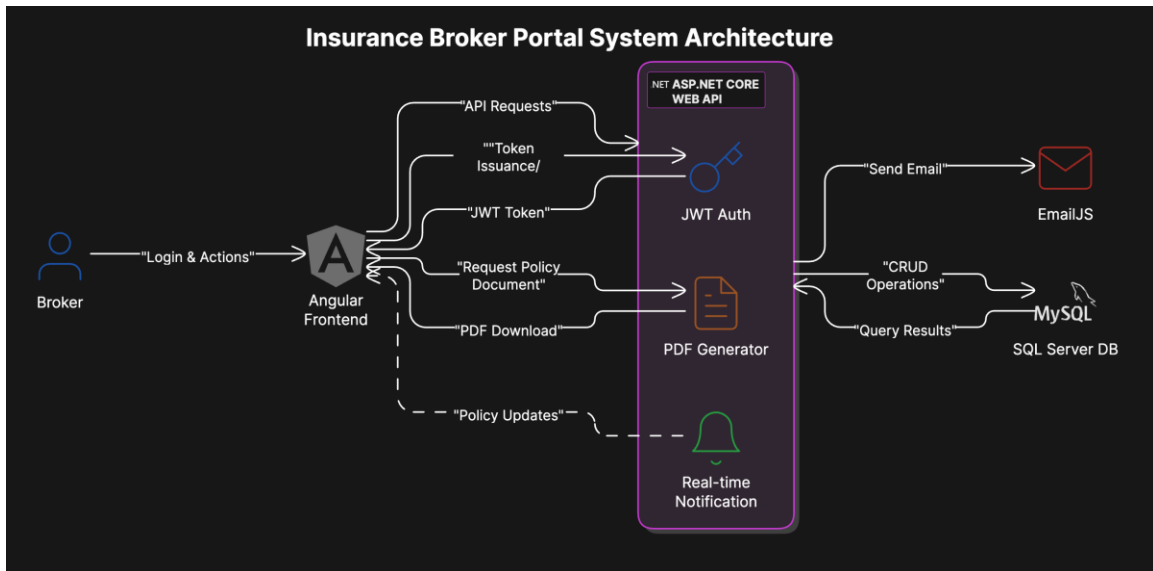 Insurance Broker Portal System Architecture
.NET ASP.NET CORE
WEB API
"API Requests"
""Token
Issuance/
JWT Auth
"JWT Token"
"Send Email"
EmailJS
"Login & Actions"
Broker
A
Angular
Frontend
"Request Policy
Document"
"PDF Download"
PDF Generator
"CRUD
Operations"
MySQL
"Query Results"
SQL Server DB
"Policy Updates"
Real-time
Notification